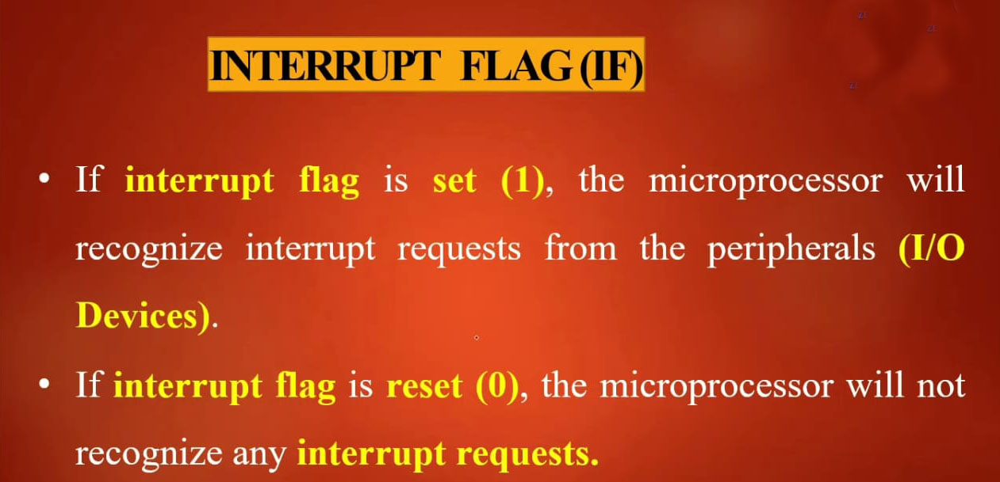 INTERRUPT FLAG (IF)
• If interrupt flag is set (1), the microprocessor will
recognize interrupt requests from the peripherals (I/O
Devices).
• If interrupt flag is reset (0), the microprocessor will not
recognize any interrupt requests.